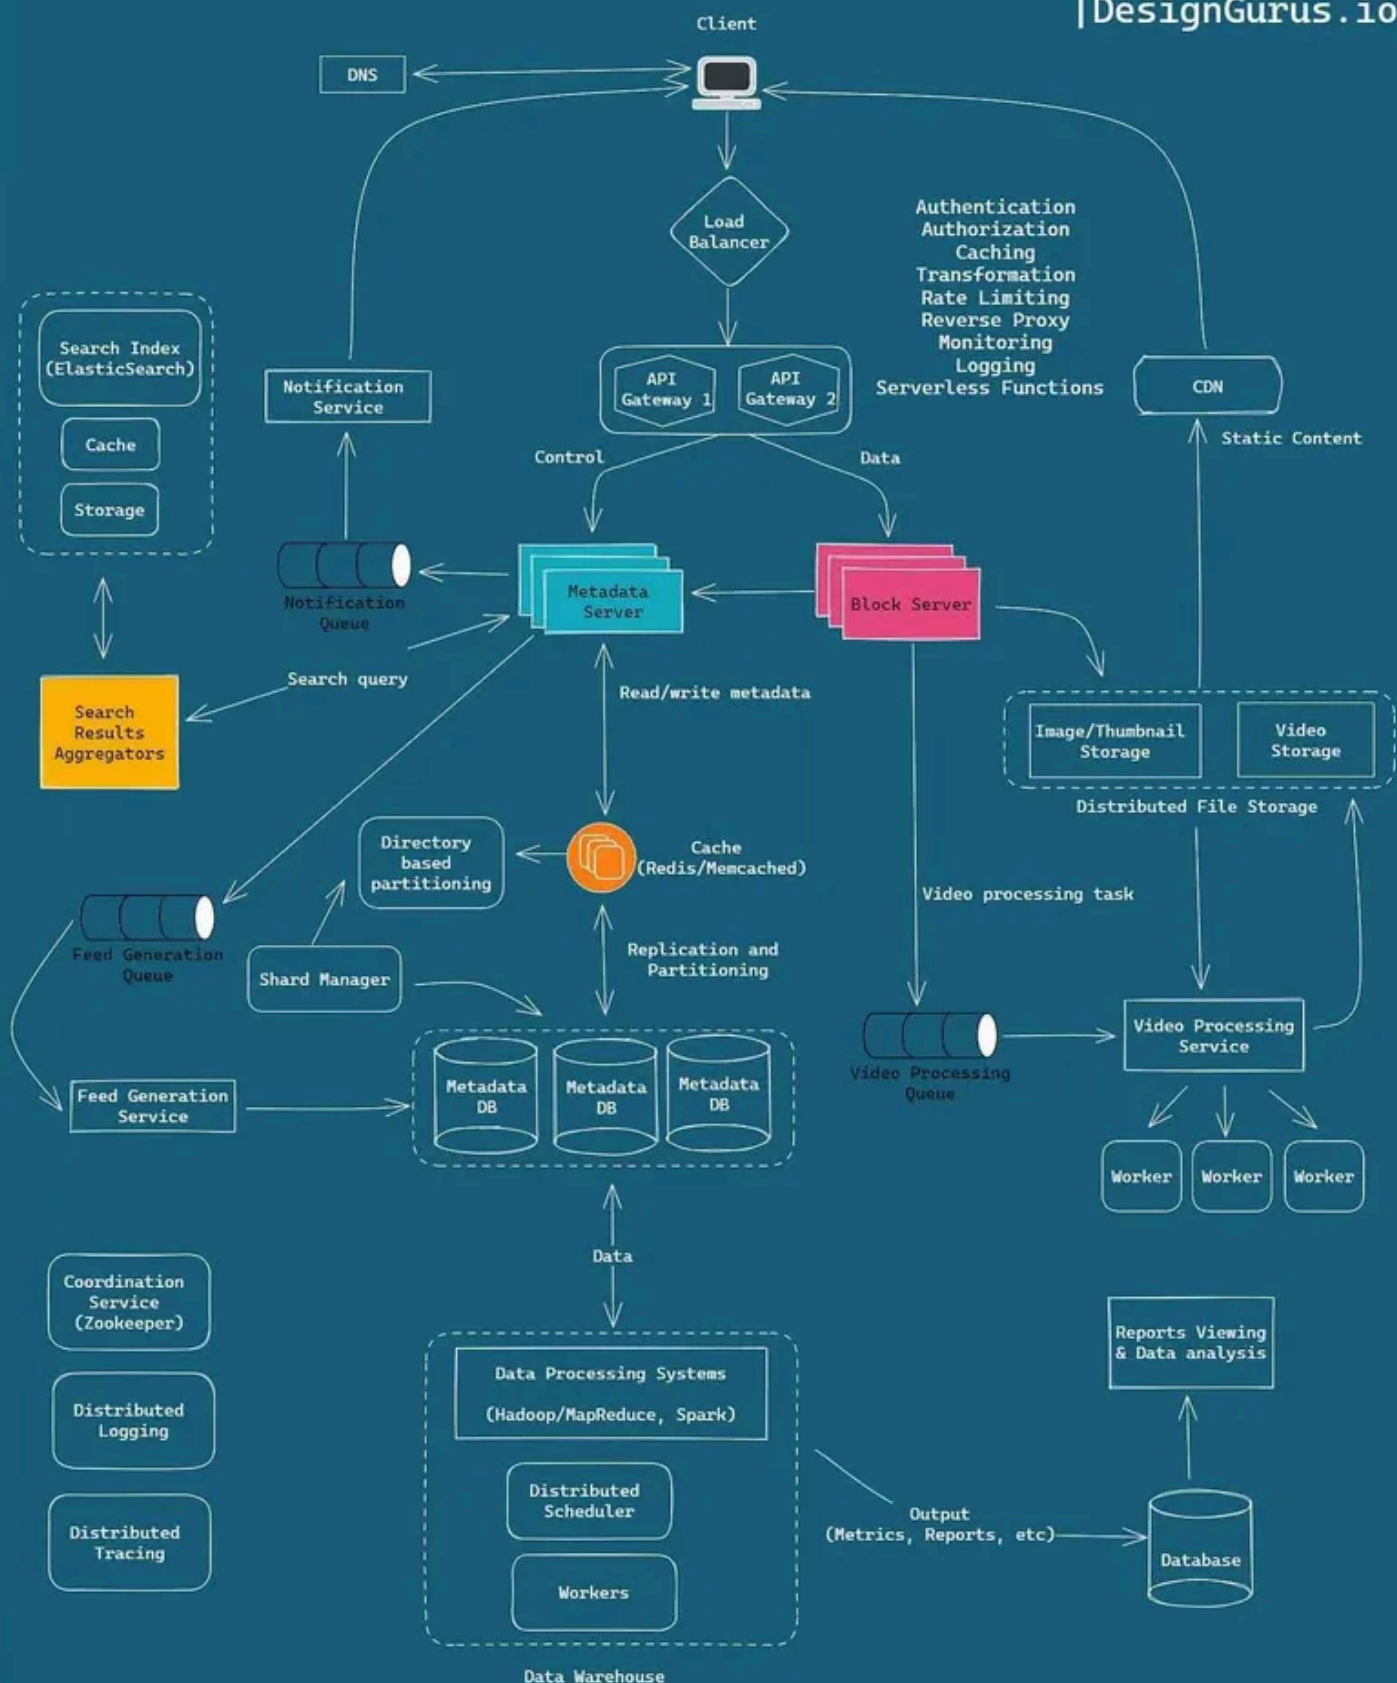 |DesignGurus.io
Client
DNS
Load
Balancer
Authentication
Authorization
Caching
Transformation
Rate Limiting
Reverse Proxy
Monitoring
Logging
Serverless Functions
Search Index
(ElasticSearch)
Cache
Storage
Notification
Service
API
Gateway 1
API
Gateway 2
CDN
Static Content
Control
Data
Notification
Queue
Metadata
Server
Block Server
Search query
Read/write metadata
Search
Results
Aggregators
Image/Thumbnail
Storage
Video
Storage
Distributed File Storage
Directory
based
partitioning
Cache
(Redis/Memcached)
Video processing task
Feed Generation
Queue
Shard Manager
Replication and
Partitioning
Video Processing
Queue
Video Processing
Service
Feed Generation
Service
Metadata
DB
Metadata
DB
Metadata
DB
Worker
Worker
Worker
Data
Coordination
Service
(Zookeeper)
Distributed
Logging
Distributed
Tracing
Data Processing Systems
(Hadoop/MapReduce, Spark)
Distributed
Scheduler
Workers
Data Warehouse
Reports Viewing
& Data analysis
Output
(Metrics, Reports, etc)
Database